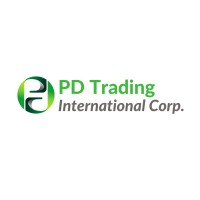 PD Trading
International Corp.